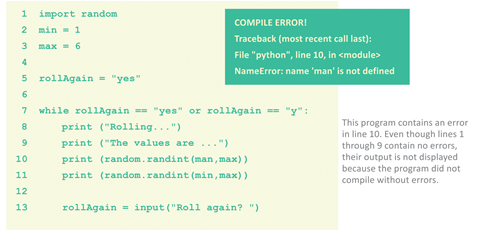 1 import random
2 min = 1
3 max = 6
4
5 rollAgain = "yes"
6
7 while rollAgain == "yes" or rollAgain == "y":
8 print ("Rolling...")
9 print ("The values are ...")
10 print (random.randint(man,max))
11 print (random.randint(min,max))
12
13 rollAgain = input("Roll again? ")
COMPILE ERROR!
Traceback (most recent call last):
File "python", line 10, in <module>
NameError: name 'man' is not defined
This program contains an error
in line 10. Even though lines 1
through 9 contain no errors,
their output is not displayed
because the program did not
compile without errors.